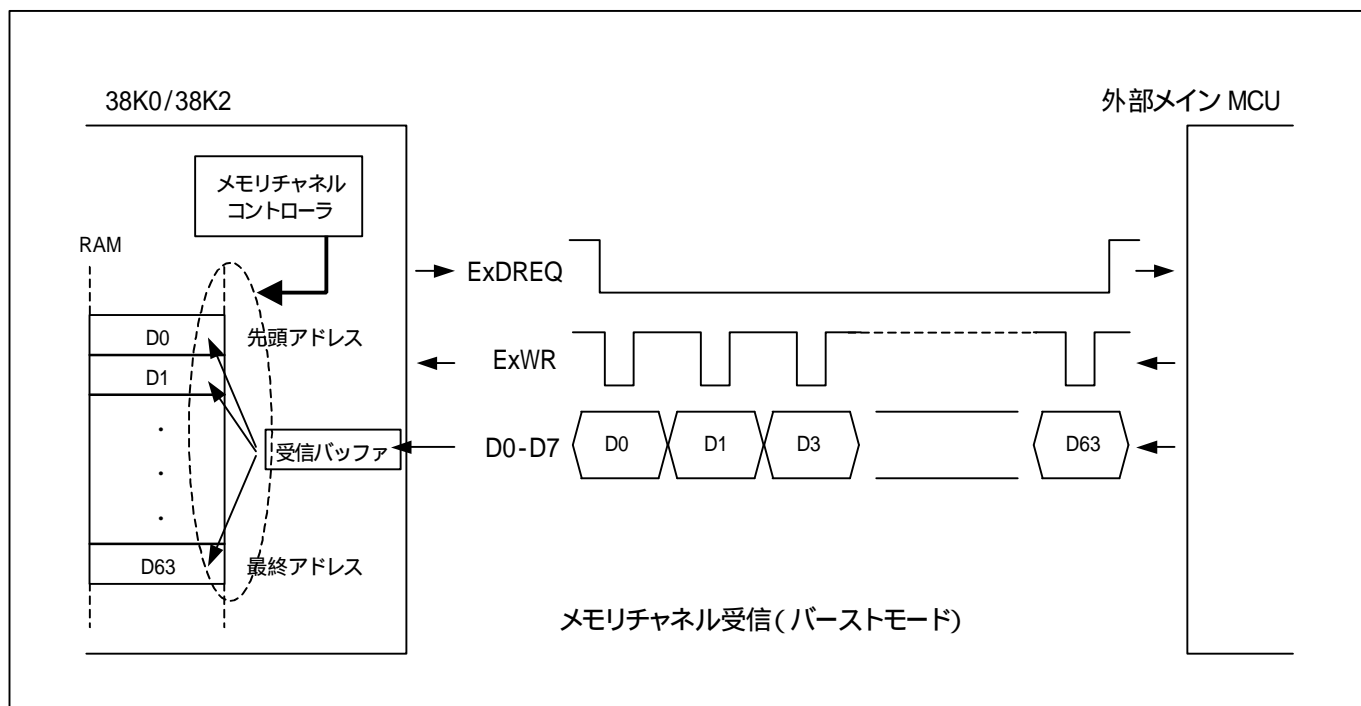 38K0/38K2
外部メイン MCU
メモリチャネル
コントローラ
RAM
ExDREQ
D0
先頭アドレス
D1
ExWR
.
.
.
受信バッファ
D0-D7
D0
D1
D3
D63
D63
最終アドレス
メモリチャネル受信(バーストモード)